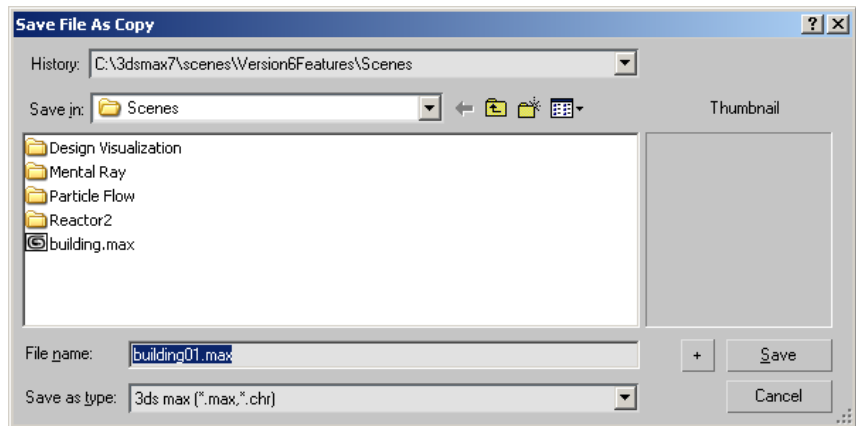 Save File As Copy
History: C:\3dsmax7\scenes\Version6Features\Scenes
Save in: Scenes
Thumbnail
Design Visualization
Mental Ray
Particle Flow
Reactor2
building.max
File name: building01.max + Save
Save as type: 3ds max (*.max,*.chr) Cancel